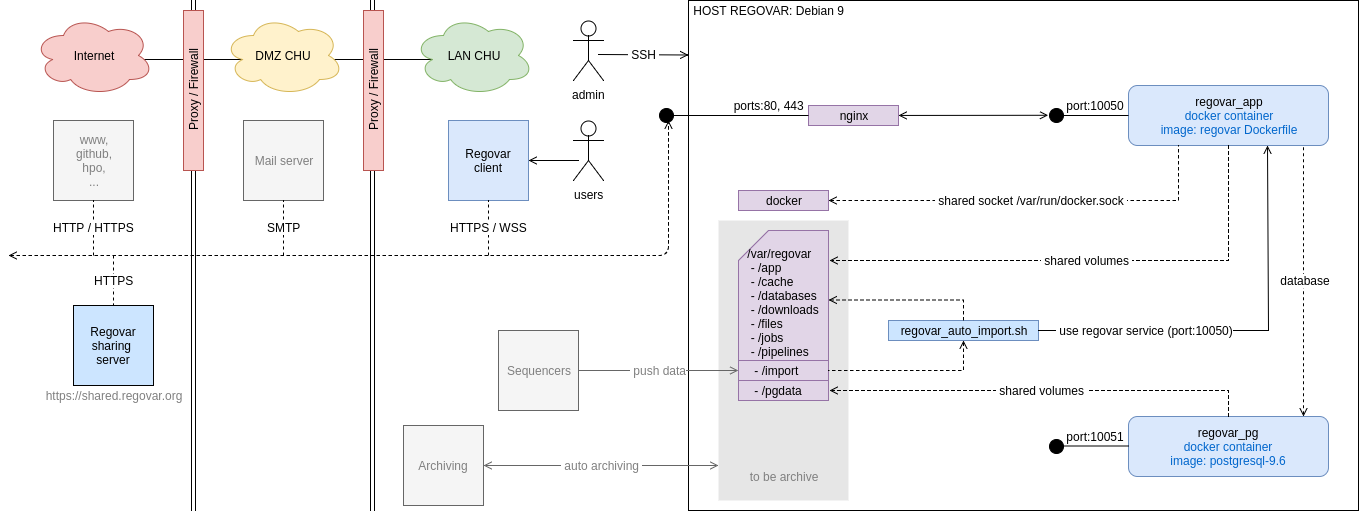 HOST REGOVAR: Debian 9
Internet
Proxy / Firewall
DMZ CHU
Proxy / Firewall
LAN CHU
admin
SSH
www,
github,
hpo,
...
Mail server
Regovar
client
users
HTTP / HTTPS
SMTP
HTTPS / WSS
HTTPS
Regovar
sharing
server
https://shared.regovar.org
ports:80, 443
nginx
port:10050
regovar_app
docker container
image: regovar Dockerfile
docker
shared socket /var/run/docker.sock
/var/regovar
- /app
- /cache
- /databases
- /downloads
- /files
- /jobs
- /pipelines
- /import
- /pgdata
shared volumes
database
regovar_auto_import.sh
use regovar service (port:10050)
Sequencers
push data
shared volumes
Archiving
auto archiving
to be archive
port:10051
regovar_pg
docker container
image: postgresql-9.6